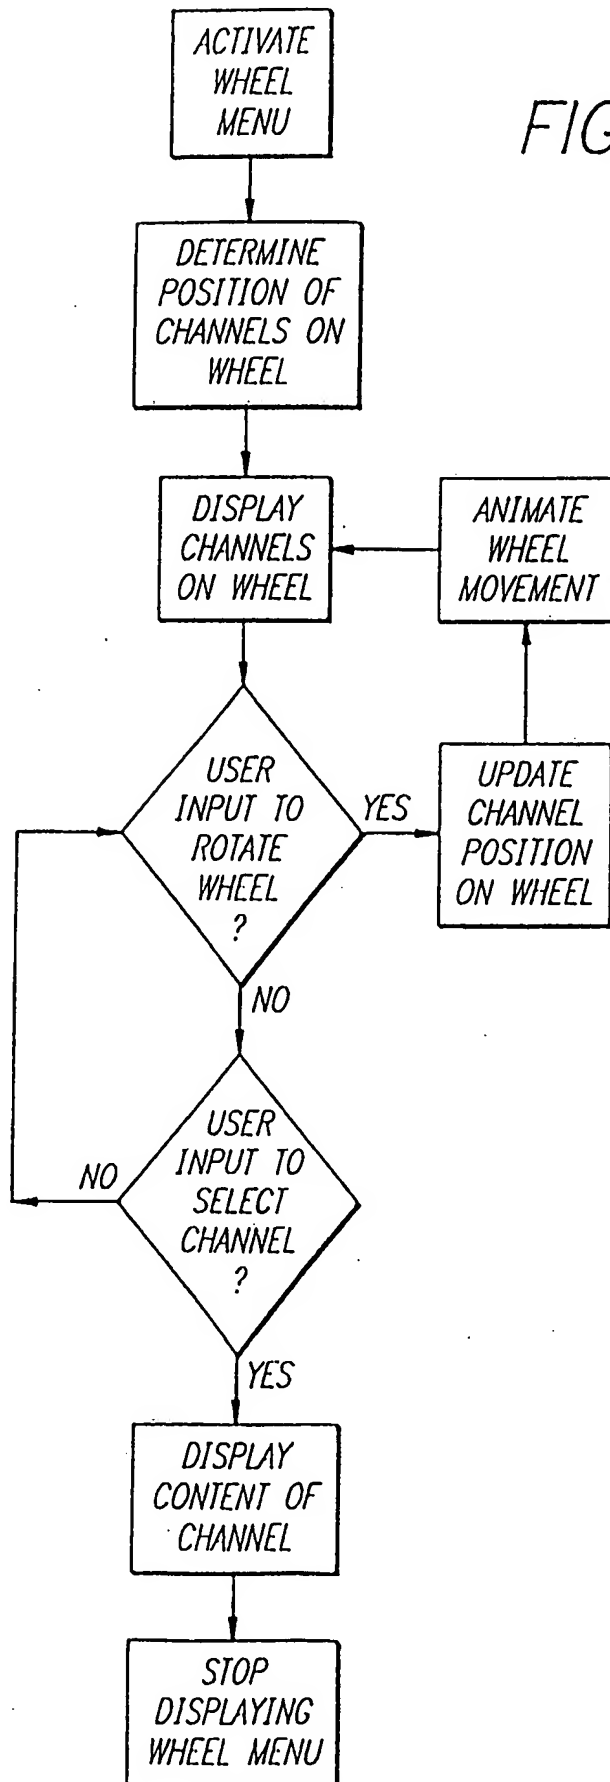 ACTIVATE
WHEEL
MENU
FIG
DETERMINE
POSITION OF
CHANNELS ON
WHEEL
DISPLAY
CHANNELS
ON WHEEL
ANIMATE
WHEEL
MOVEMENT
USER
INPUT TO
ROTATE
WHEEL
?
YES
UPDATE
CHANNEL
POSITION
ON WHEEL
NO
USER
INPUT TO
SELECT
CHANNEL
?
NO
YES
DISPLAY
CONTENT OF
CHANNEL
STOP
DISPLAYING
WHEEL MENU